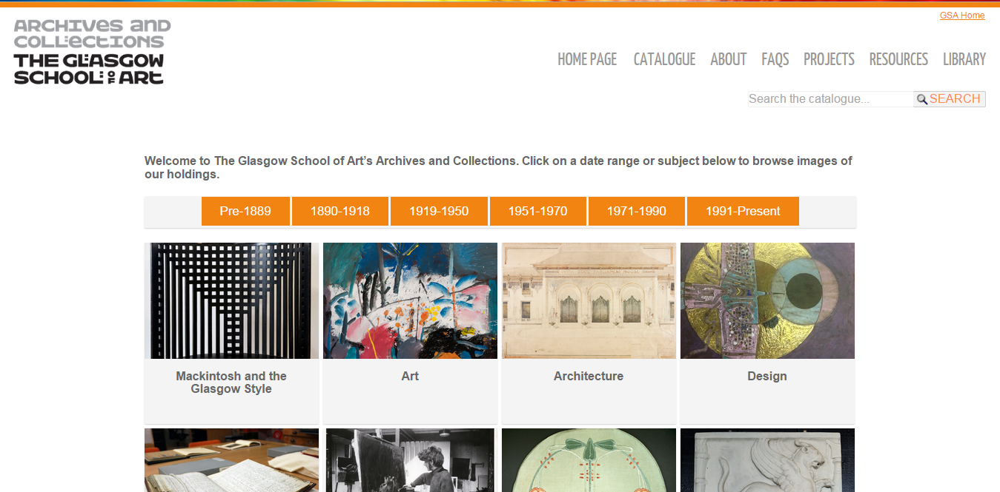 GSA Home
ARCHIVES AND
COLLECTIONS
THE GLASGOW
SCHOOL OF ART
HOME PAGE CATALOGUE ABOUT FAQS PROJECTS RESOURCES LIBRARY
Search the catalogue... SEARCH
Welcome to The Glasgow School of Art’s Archives and Collections. Click on a date range or subject below to browse images of
our holdings.
Pre-1889 1890-1918 1919-1950 1951-1970 1971-1990 1991-Present
Mackintosh and the
Glasgow Style
Art
Architecture
Design